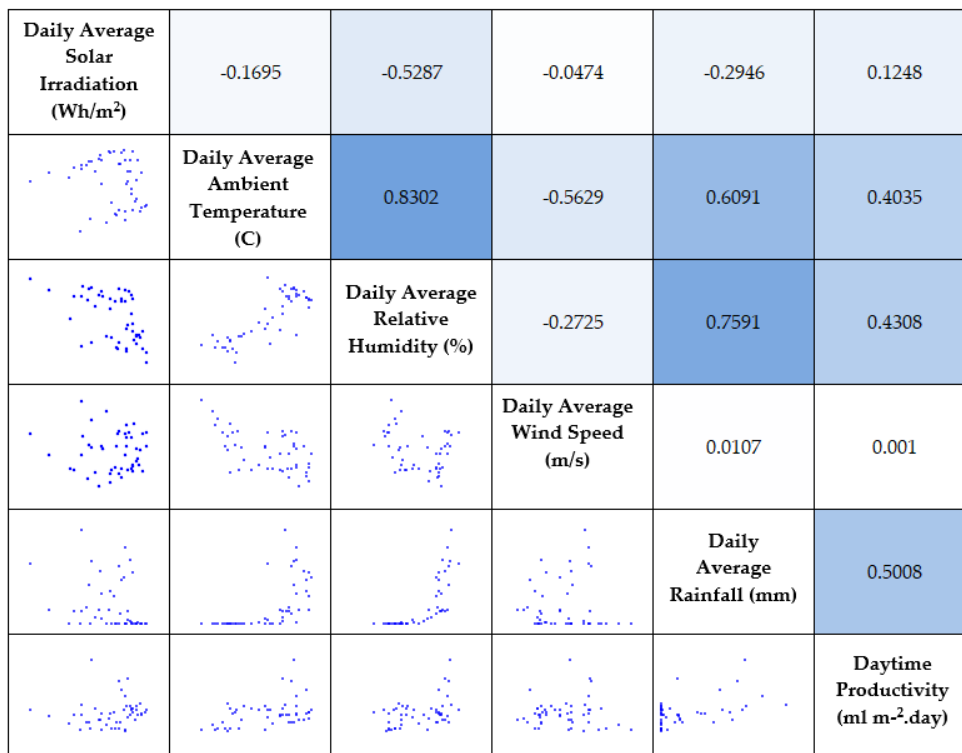 Daily Average
Solar
Irradiation
(Wh/m²)
-0.1695
-0.5287
-0.0474
-0.2946
0.1248
Daily Average
Ambient
Temperature
(C)
0.8302
-0.5629
0.6091
0.4035
Daily Average
Relative
Humidity (%)
-0.2725
0.7591
0.4308
Daily Average
Wind Speed
(m/s)
0.0107
0.001
Daily
Average
Rainfall (mm)
0.5008
Daytime
Productivity
(ml m-².day)